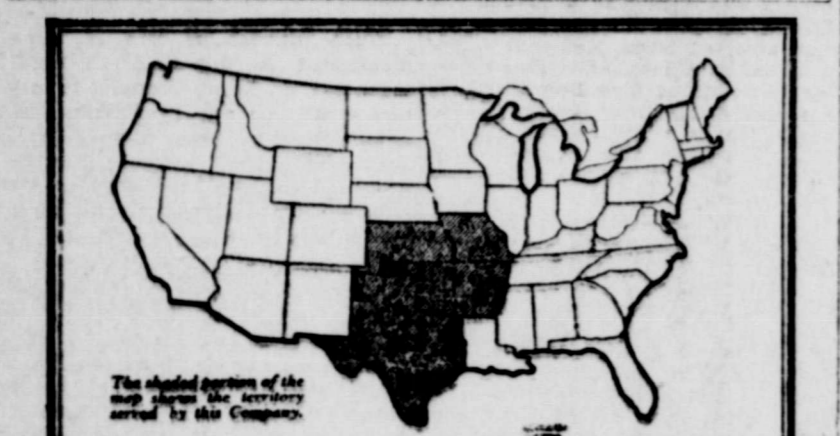 The shaded portion of the
map shows the territory
served by this Company.